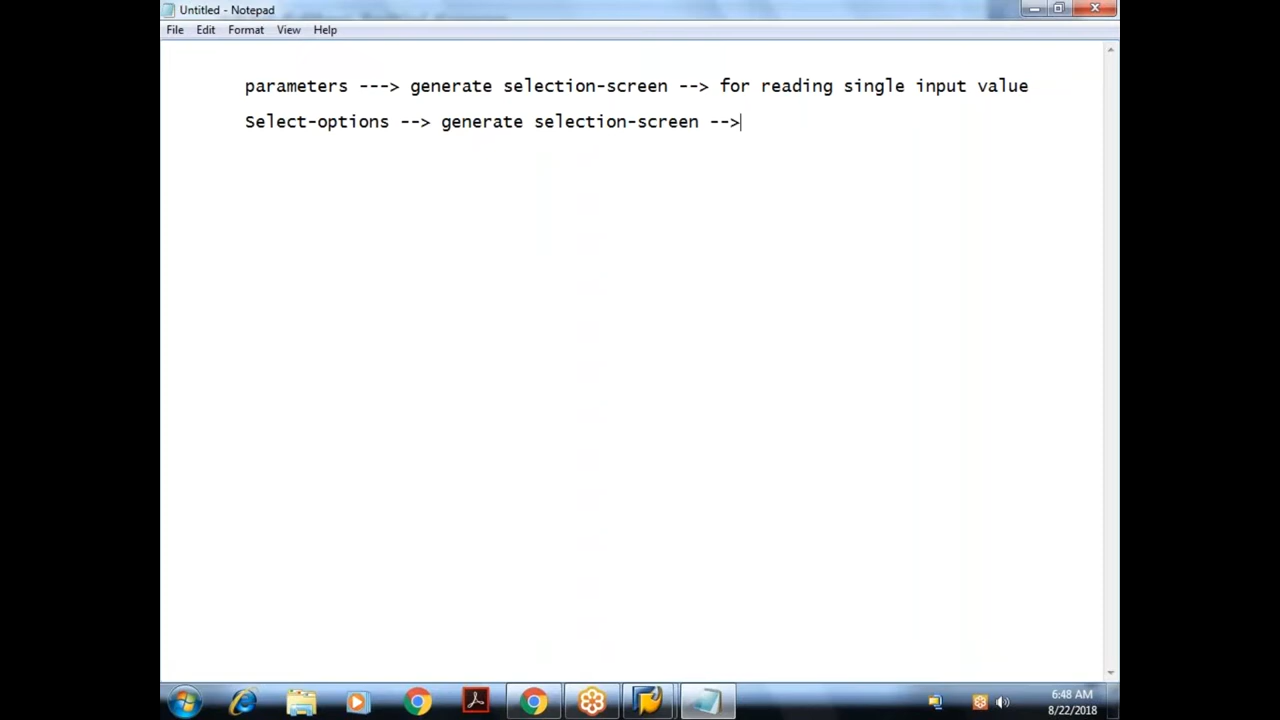 Untitled - Notepad
File Edit Format View Help
parameters ---> generate selection-screen --> for reading single input value
Select-options --> generate selection-screen -->
6:48 AM
8/22/2018